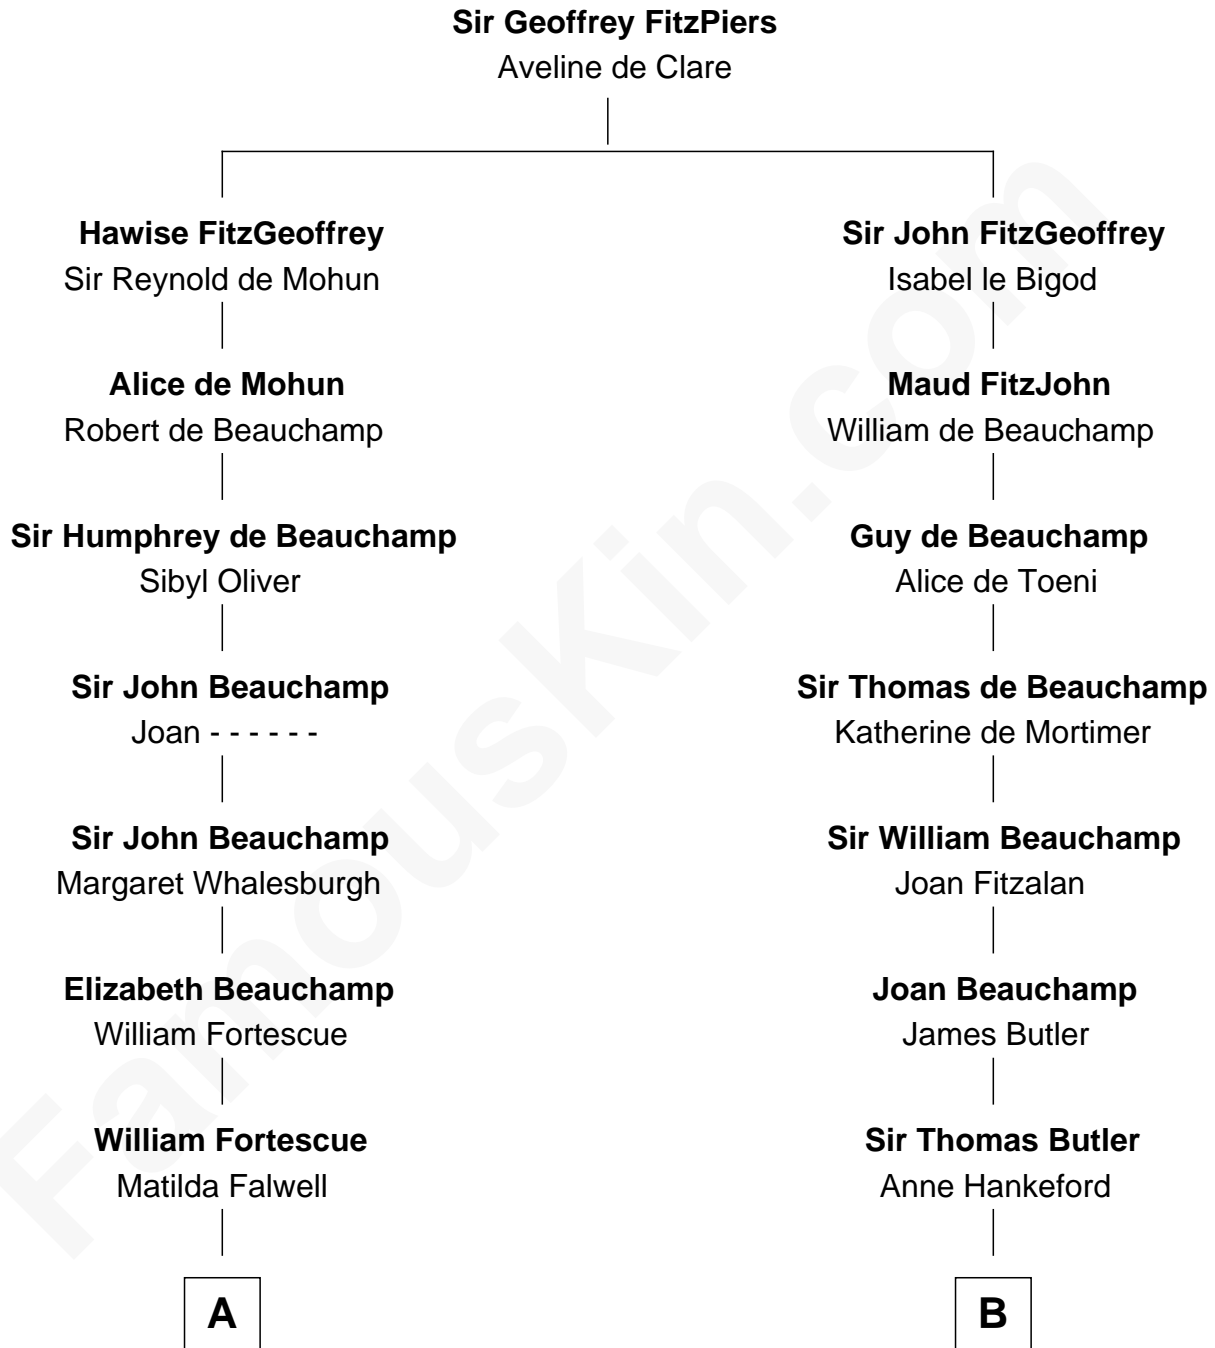 Sir Geoffrey FitzPiers
Aveline de Clare
Hawise FitzGeoffrey
Sir Reynold de Mohun
Sir John FitzGeoffrey
Isabel le Bigod
Alice de Mohun
Robert de Beauchamp
Maud FitzJohn
William de Beauchamp
Sir Humphrey de Beauchamp
Sibyl Oliver
Guy de Beauchamp
Alice de Toeni
Sir John Beauchamp
Joan - - - - - -
Sir Thomas de Beauchamp
Katherine de Mortimer
Sir John Beauchamp
Margaret Whalesburgh
Sir William Beauchamp
Joan Fitzalan
Elizabeth Beauchamp
William Fortescue
Joan Beauchamp
James Butler
William Fortescue
Matilda Falwell
Sir Thomas Butler
Anne Hankeford
A
B
FamousKin.com